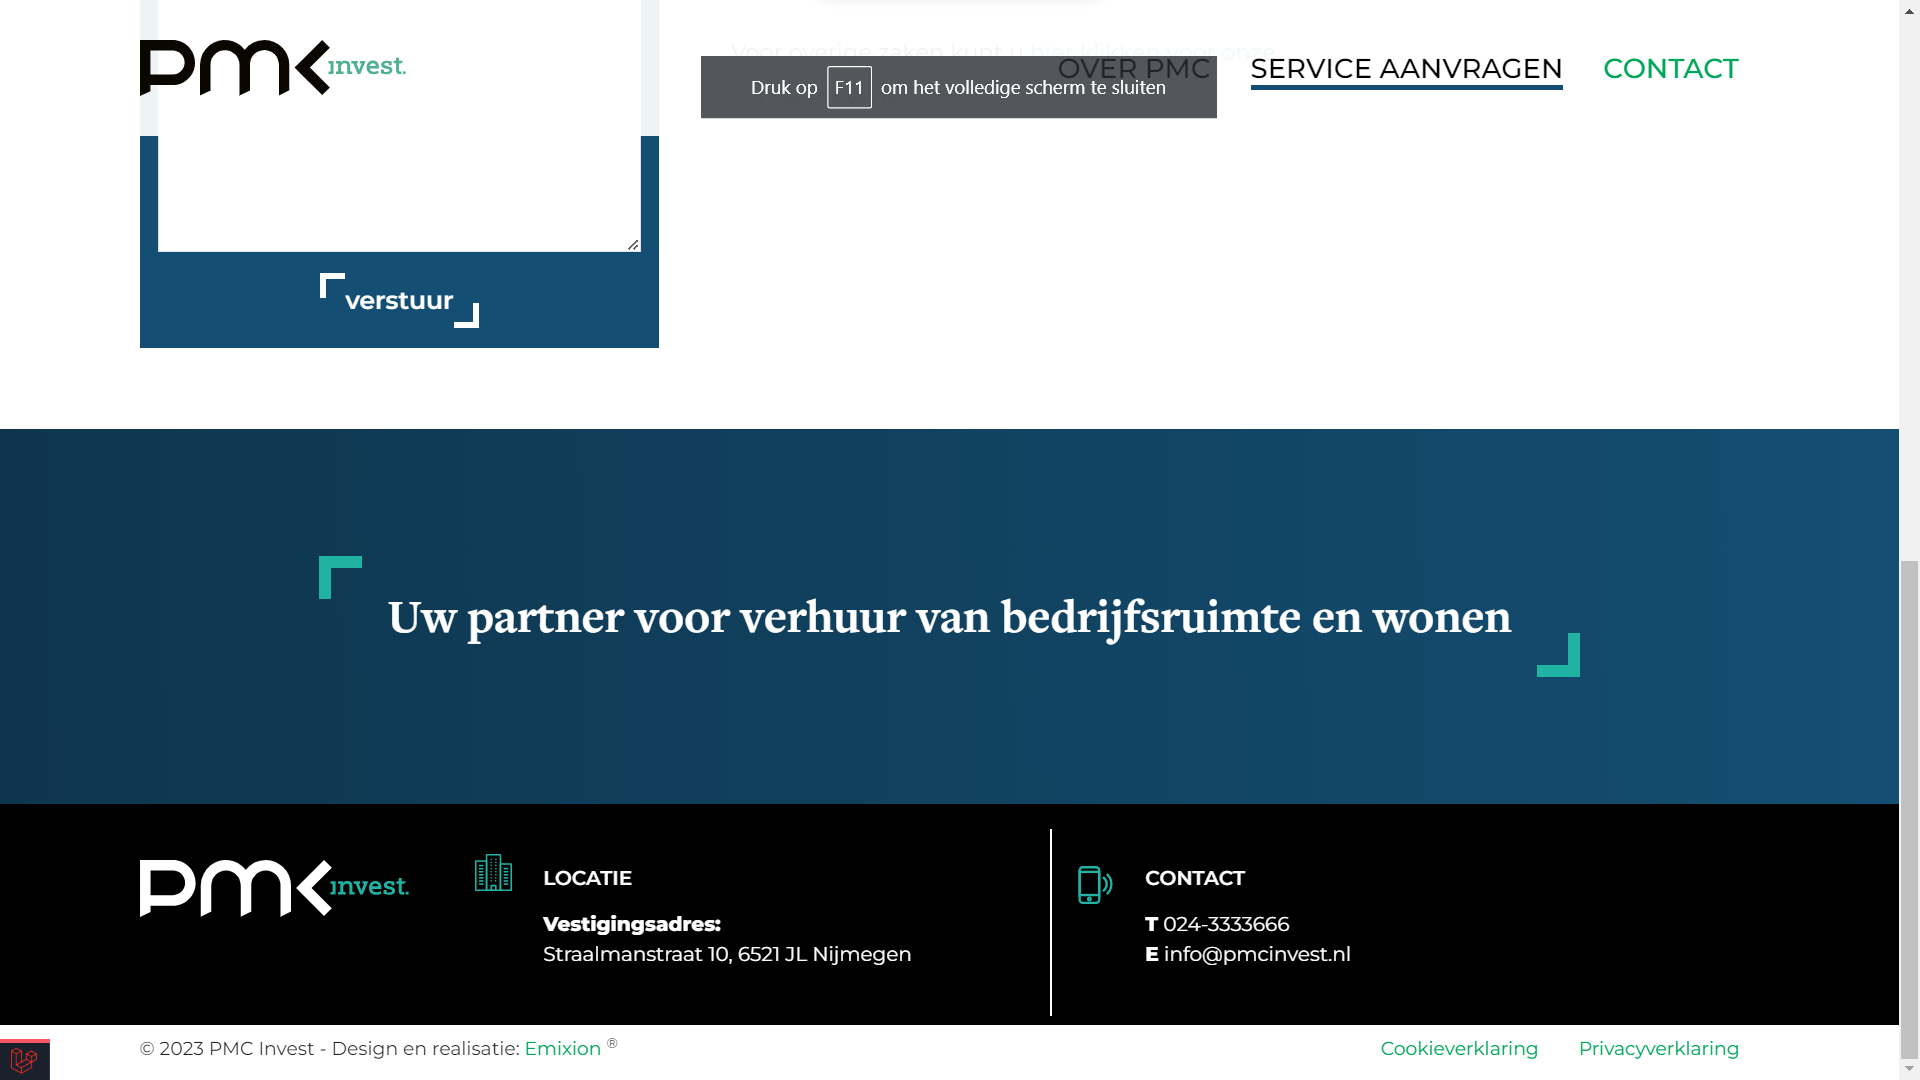 pmc invest.
Voor overige zaken kunt u hier klikken voor onze
OVER PMC
SERVICE AANVRAGEN
CONTACT
Druk op F11 om het volledige scherm te sluiten
verstuur
Uw partner voor verhuur van bedrijfsruimte en wonen
pmc invest.
LOCATIE
Vestigingsadres:
Straalmanstraat 10, 6521 JL Nijmegen
CONTACT
T 024-3333666
E info@pmcinvest.nl
© 2023 PMC Invest - Design en realisatie: Emixion ®
Cookieverklaring
Privacyverklaring